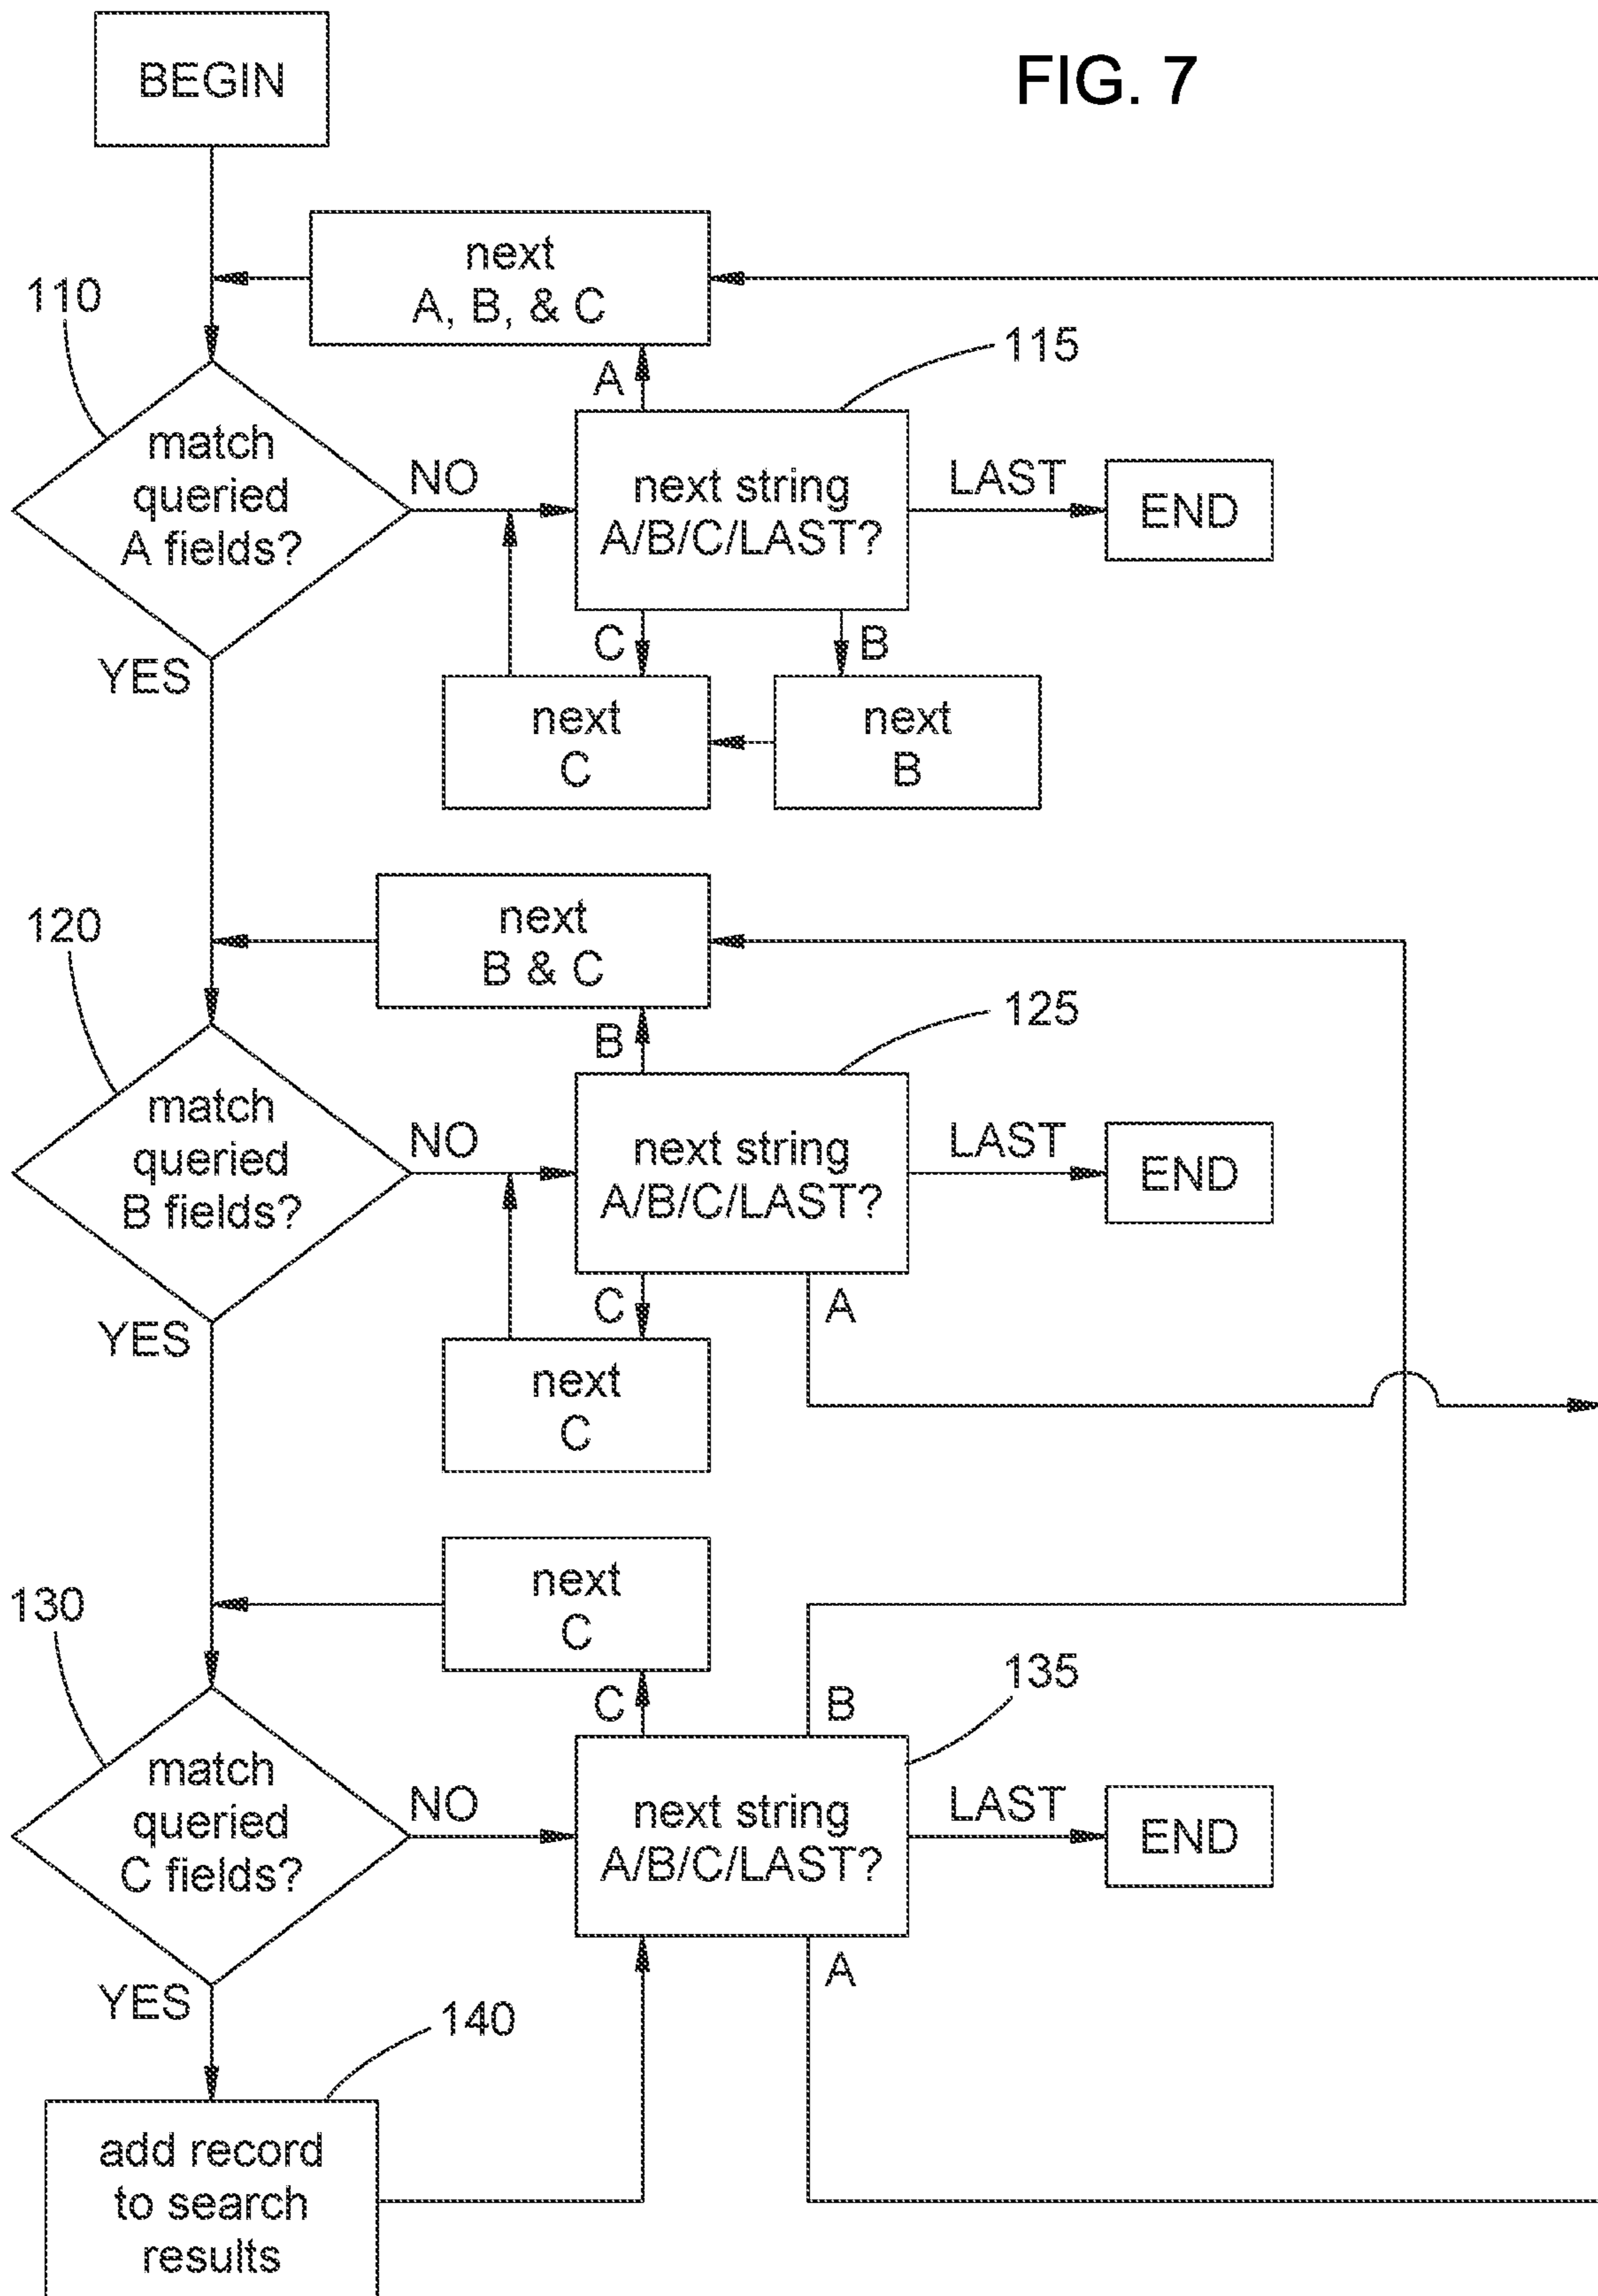 FIG. 7
BEGIN
next
A, B, & C
110
115
A
match
queried
A fields?
NO
next string
A/B/C/LAST?
LAST
END
C
B
YES
next
C
next
B
120
next
B & C
125
B
match
queried
B fields?
NO
next string
A/B/C/LAST?
LAST
END
C
A
YES
next
C
130
next
C
135
C
B
match
queried
C fields?
NO
next string
A/B/C/LAST?
LAST
END
A
YES
140
add record
to search
results